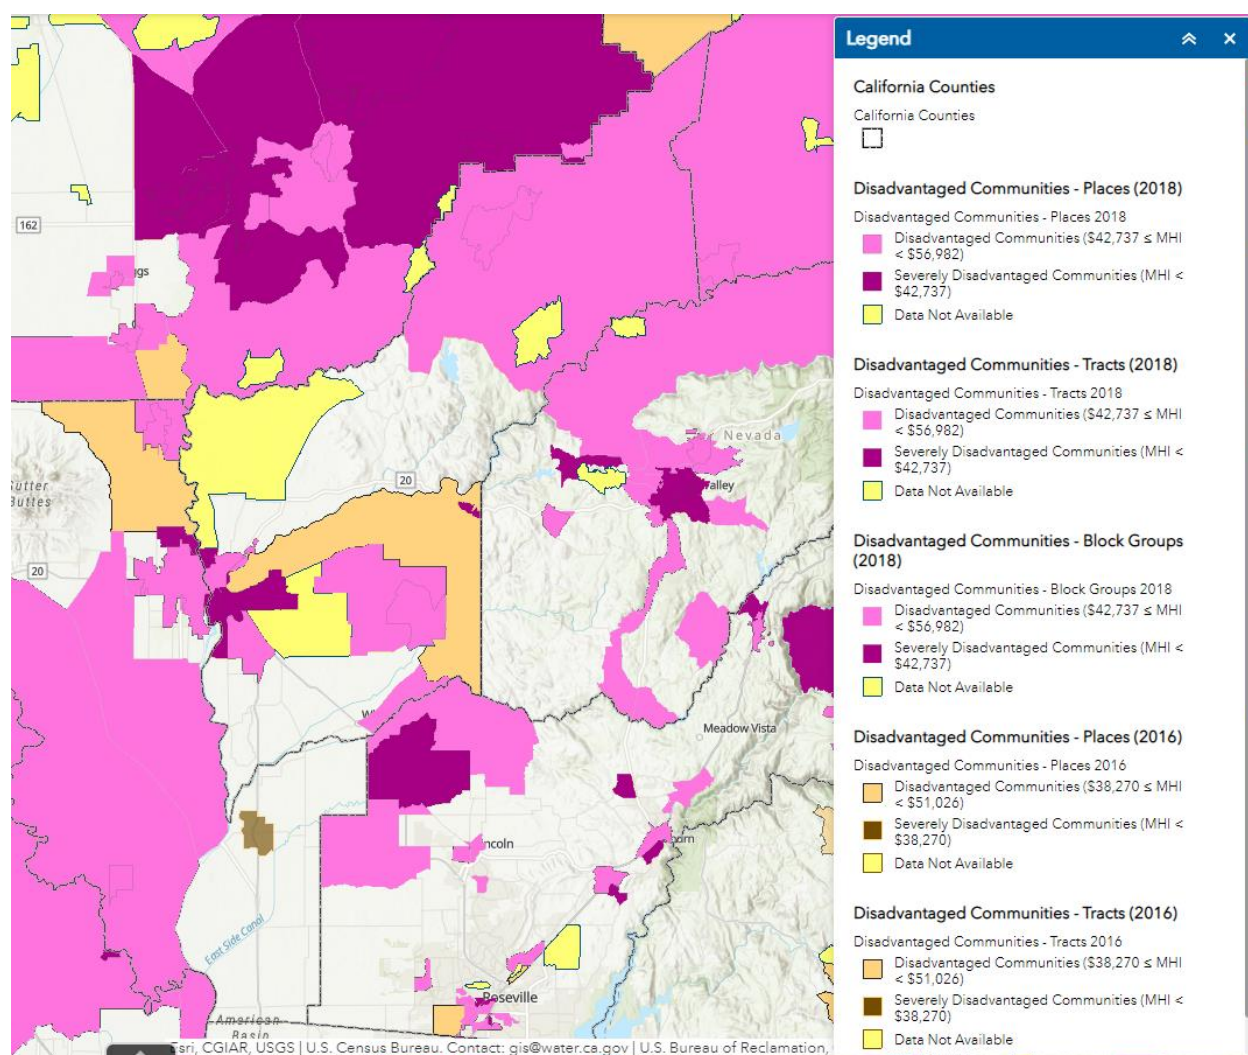 162
gs
Nevada
20
alley
Sutter
Buttes
20
Meadow Vista
ncoln
East Side Canal
Roseville
American
Basin
Esri, CGIAR, USGS | U.S. Census Bureau. Contact: gis@water.ca.gov | U.S. Bureau of Reclamation,
Legend
California Counties
California Counties
Disadvantaged Communities - Places (2018)
Disadvantaged Communities - Places 2018
Disadvantaged Communities ($42,737 ≤ MHI
< $56,982)
Severely Disadvantaged Communities (MHI <
$42,737)
Data Not Available
Disadvantaged Communities - Tracts (2018)
Disadvantaged Communities - Tracts 2018
Disadvantaged Communities ($42,737 ≤ MHI
< $56,982)
Severely Disadvantaged Communities (MHI <
$42,737)
Data Not Available
Disadvantaged Communities - Block Groups
(2018)
Disadvantaged Communities - Block Groups 2018
Disadvantaged Communities ($42,737 ≤ MHI
< $56,982)
Severely Disadvantaged Communities (MHI <
$42,737)
Data Not Available
Disadvantaged Communities - Places (2016)
Disadvantaged Communities - Places 2016
Disadvantaged Communities ($38,270 ≤ MHI
< $51,026)
Severely Disadvantaged Communities (MHI <
$38,270)
Data Not Available
Disadvantaged Communities - Tracts (2016)
Disadvantaged Communities - Tracts 2016
Disadvantaged Communities ($38,270 ≤ MHI
< $51,026)
Severely Disadvantaged Communities (MHI <
$38,270)
Data Not Available